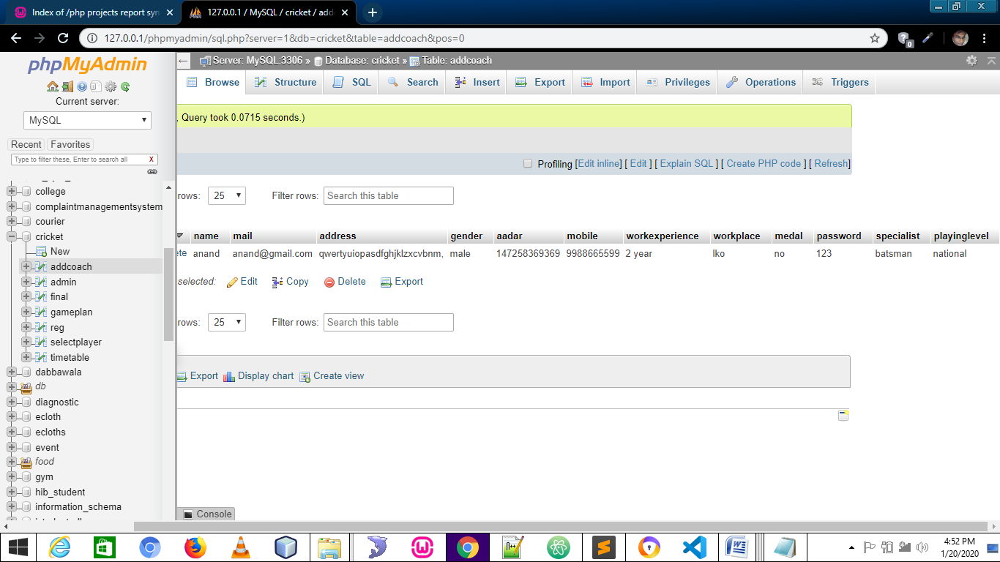 Index of /php projects report syn
127.0.0.1 / MySQL / cricket / add
127.0.0.1/phpmyadmin/sql.php?server=1&db=cricket&table=addcoach&pos=0
0
phpMyAdmin
Current server:
MySQL
Recent Favorites
Type to filter these, Enter to search all X
college
complaintmanagementsystem
courier
cricket
New
addcoach
admin
final
gameplan
reg
selectplayer
timetable
dabbawala
db
diagnostic
ecloth
ecloths
event
food
gym
hib_student
information_schema
Server: MySQL:3306 » Database: cricket » Table: addcoach
Browse Structure SQL Search Insert Export Import Privileges Operations Triggers
, Query took 0.0715 seconds.)
Profiling [Edit inline] [ Edit ] [ Explain SQL ] [ Create PHP code ] [ Refresh]
rows: 25 Filter rows: Search this table
name mail address gender aadar mobile workexperience workplace medal password specialist playinglevel
ete anand anand@gmail.com qwertyuiopasdfghjklzxcvbnm, male 147258369369 9988665599 2 year lko no 123 batsman national
selected: Edit Copy Delete Export
rows: 25 Filter rows: Search this table
Export Display chart Create view
Console
4:52 PM
1/20/2020